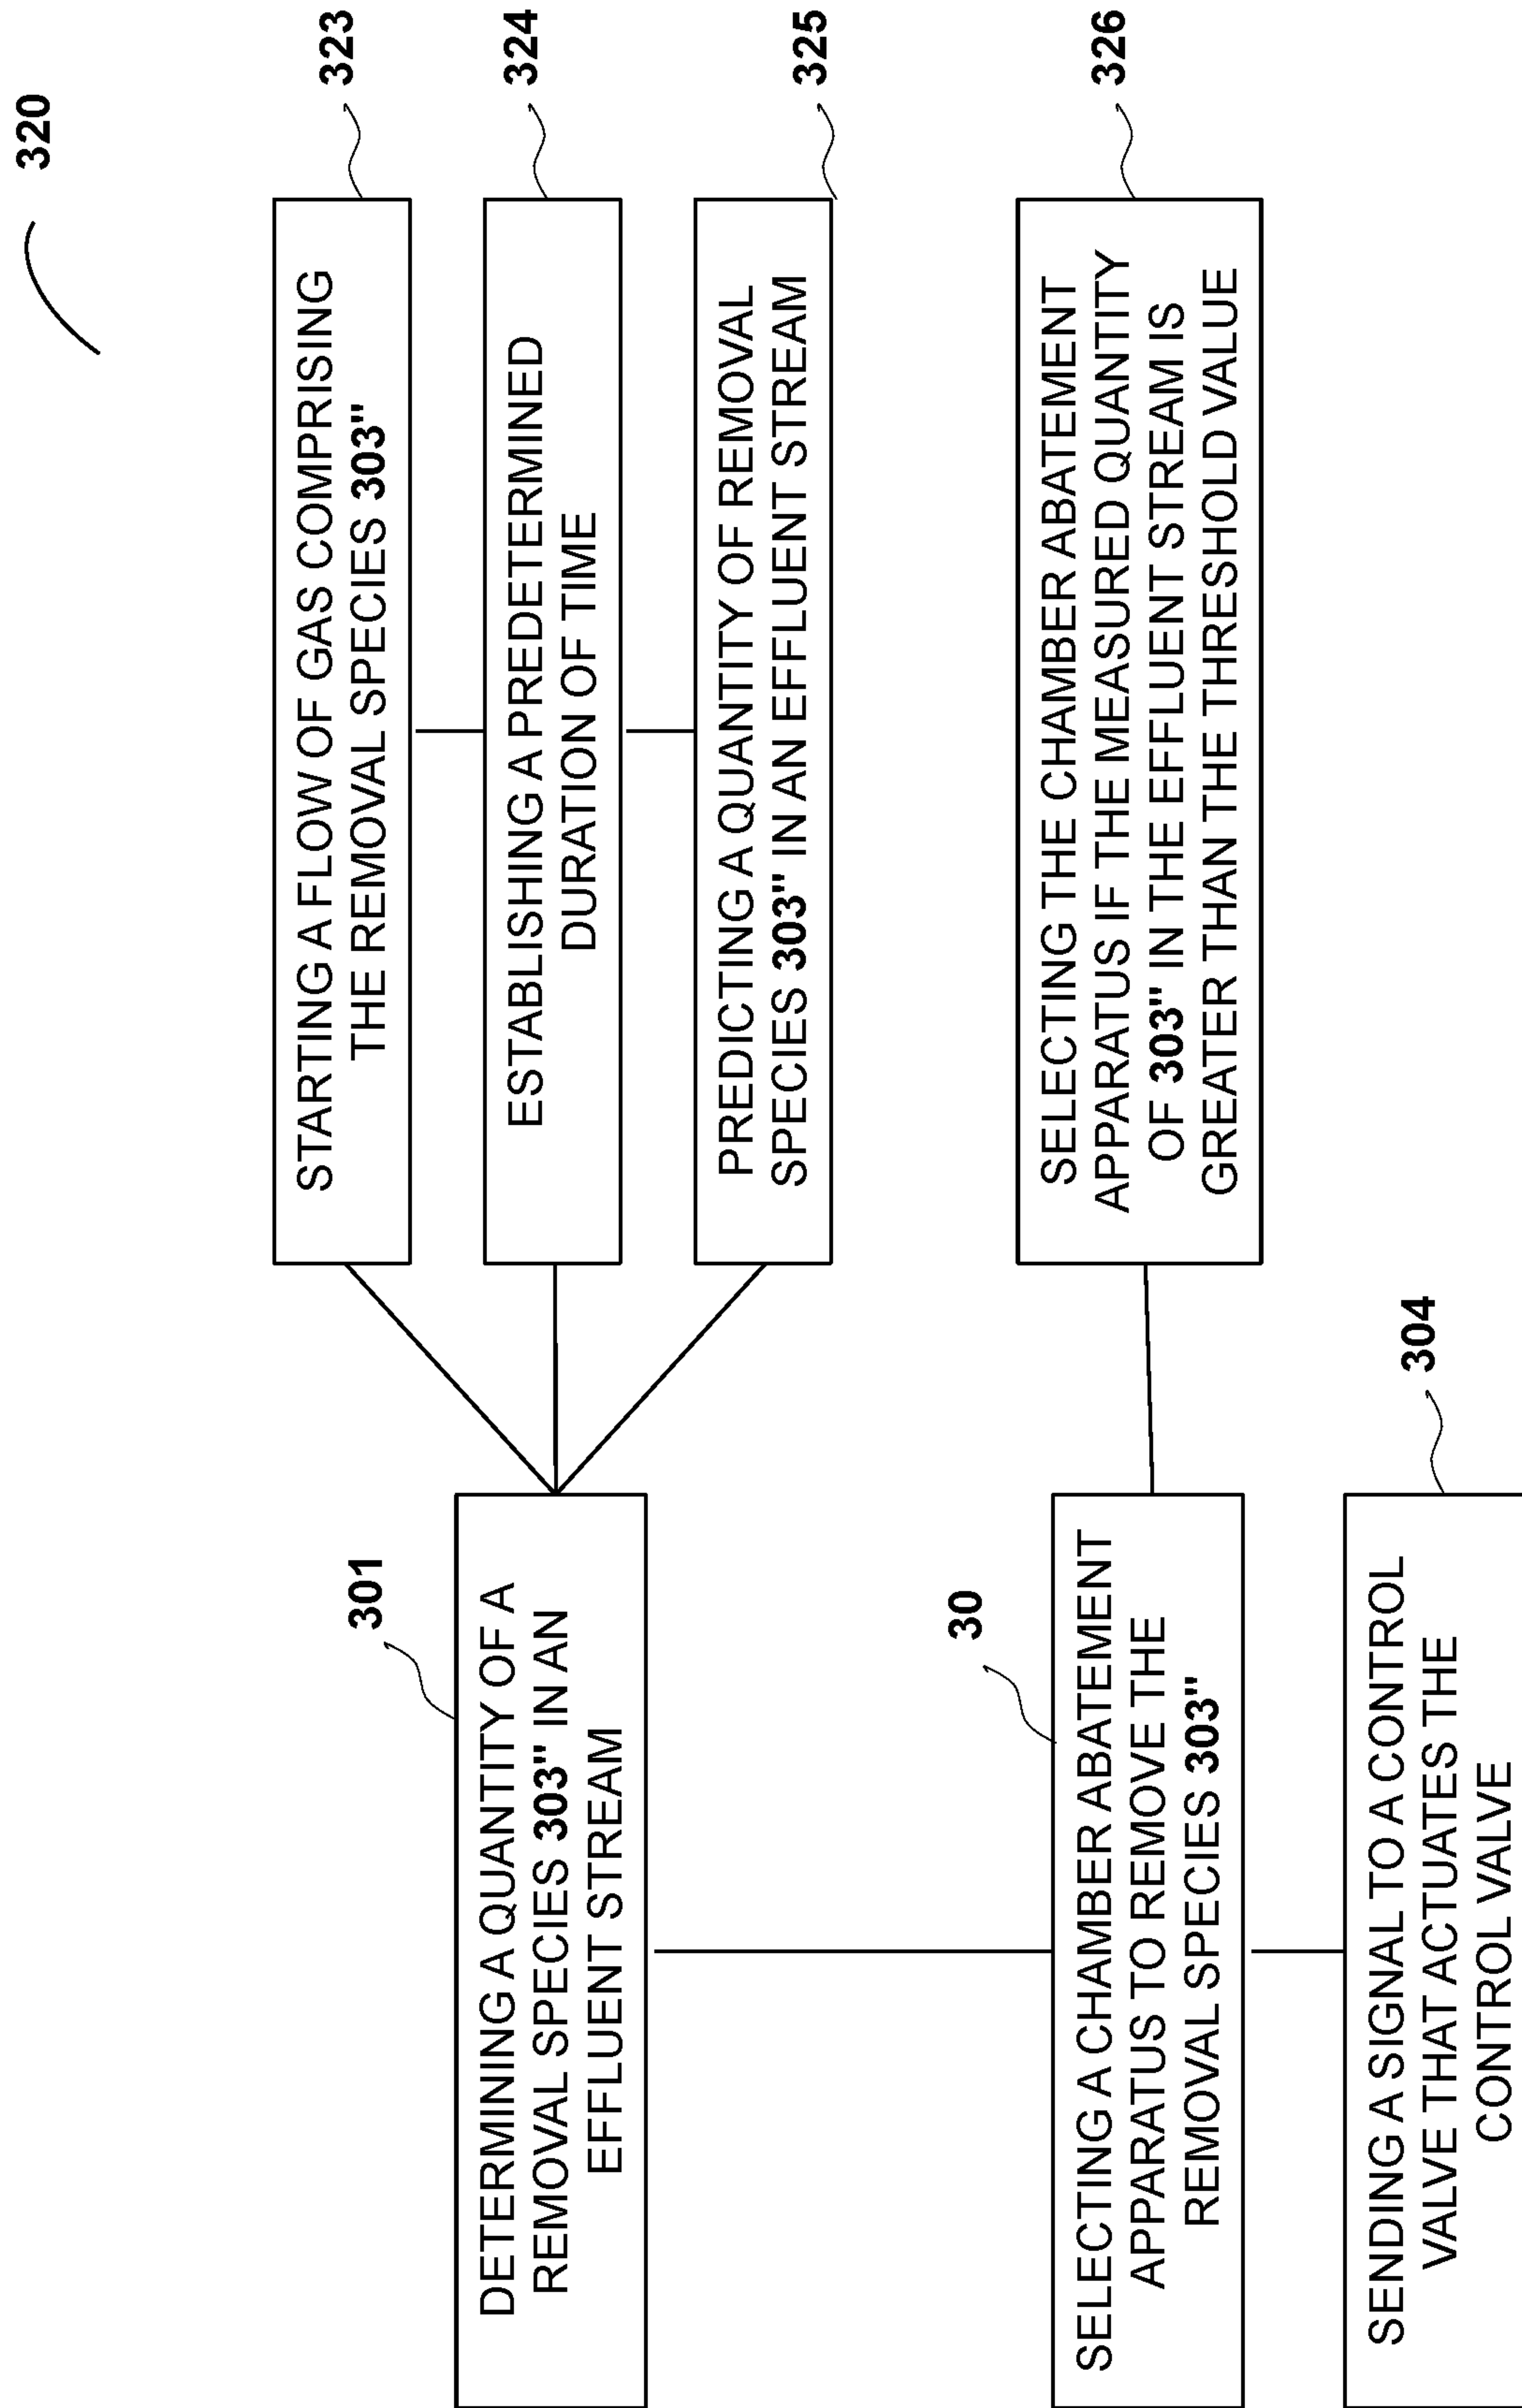 320
301
DETERMINING A QUANTITY OF A
REMOVAL SPECIES 303" IN AN
EFFLUENT STREAM
323
STARTING A FLOW OF GAS COMPRISING
THE REMOVAL SPECIES 303"
324
ESTABLISHING A PREDETERMINED
DURATION OF TIME
325
PREDICTING A QUANTITY OF REMOVAL
SPECIES 303" IN AN EFFLUENT STREAM
30
SELECTING A CHAMBER ABATEMENT
APPARATUS TO REMOVE THE
REMOVAL SPECIES 303"
326
SELECTING THE CHAMBER ABATEMENT
APPARATUS IF THE MEASURED QUANTITY
OF 303" IN THE EFFLUENT STREAM IS
GREATER THAN THE THRESHOLD VALUE
304
SENDING A SIGNAL TO A CONTROL
VALVE THAT ACTUATES THE
CONTROL VALVE